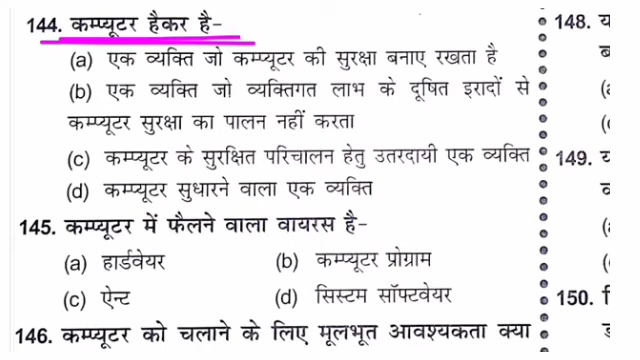 144. कम्प्यूटर हैकर है–
(a) एक व्यक्ति जो कम्प्यूटर की सुरक्षा बनाए रखता है
(b) एक व्यक्ति जो व्यक्तिगत लाभ के दूषित इरादों से
कम्प्यूटर सुरक्षा का पालन नहीं करता
(c) कम्प्यूटर के सुरक्षित परिचालन हेतु उतरदायी एक व्यक्ति
(d) कम्प्यूटर सुधारने वाला एक व्यक्ति
145. कम्प्यूटर में फैलने वाला वायरस है–
(a) हार्डवेयर (b) कम्प्यूटर प्रोग्राम
(c) ऐन्ट (d) सिस्टम सॉफ्टवेयर
146. कम्प्यूटर को चलाने के लिए मूलभूत आवश्यकता क्या
148.
149.
150.